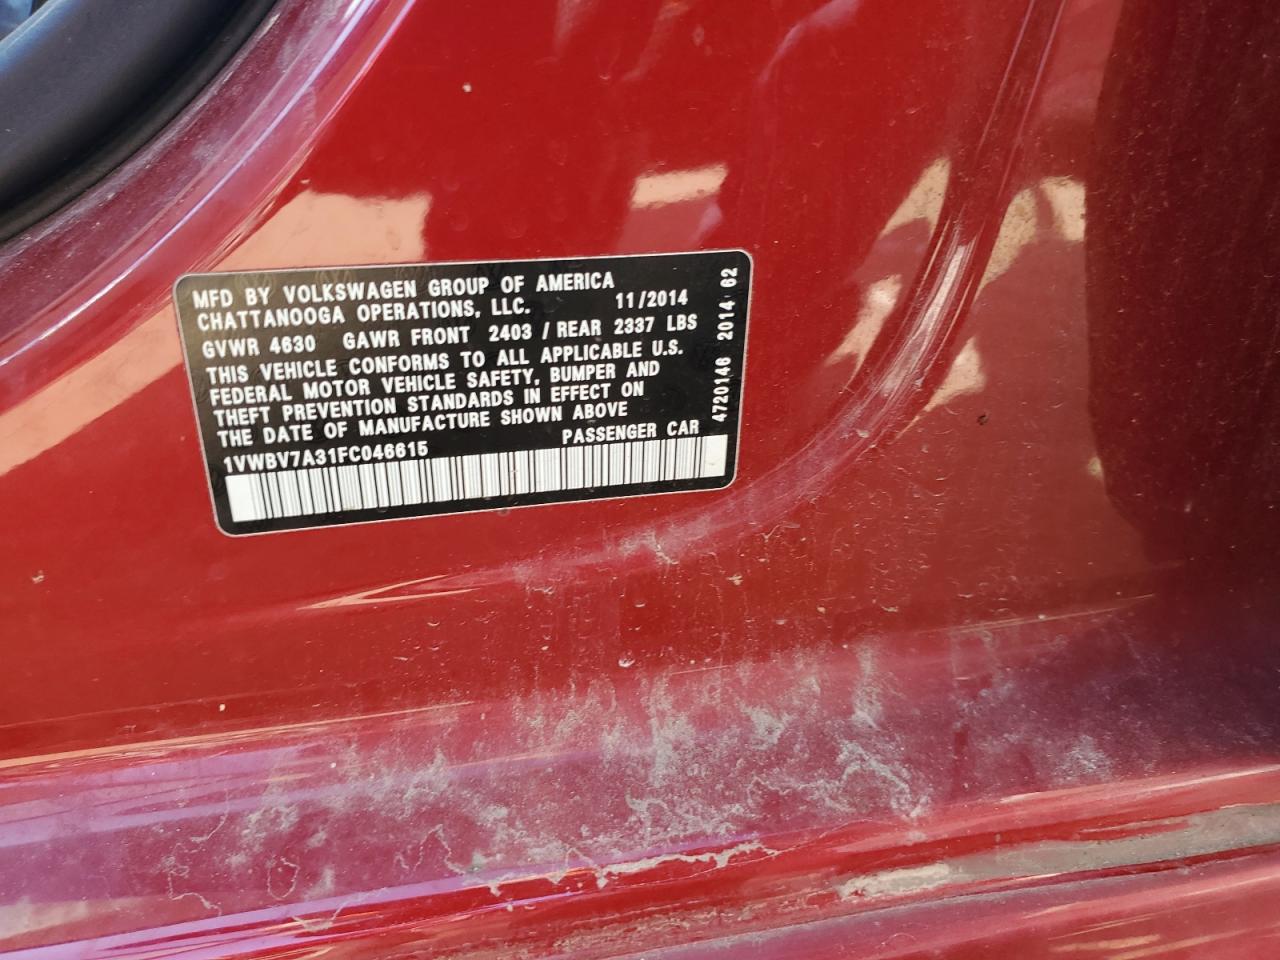 MFD BY VOLKSWAGEN GROUP OF AMERICA
CHATTANOOGA OPERATIONS, LLC. 11/2014
GVWR 4630 GAWR FRONT 2403 / REAR 2337 LBS
THIS VEHICLE CONFORMS TO ALL APPLICABLE U.S.
FEDERAL MOTOR VEHICLE SAFETY, BUMPER AND
THEFT PREVENTION STANDARDS IN EFFECT ON
THE DATE OF MANUFACTURE SHOWN ABOVE
1VWBV7A31FC046615 PASSENGER CAR
4720146 2014 62